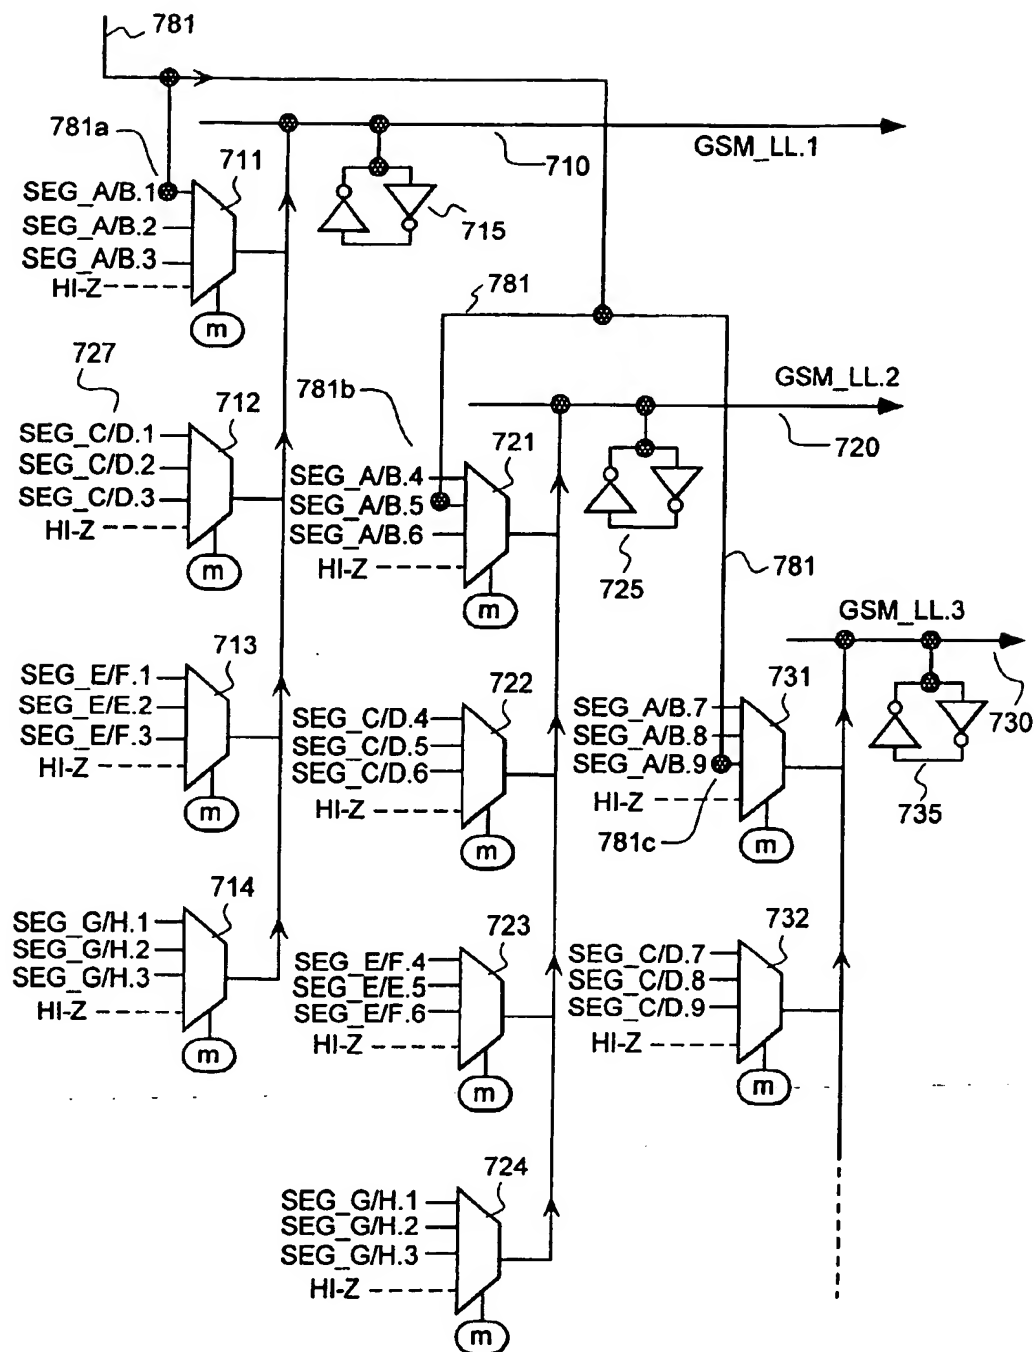 781
781a
711
SEG_A/B.1
SEG_A/B.2
SEG_A/B.3
HI-Z
m
710
GSM_LL.1
715
781
727
712
SEG_C/D.1
SEG_C/D.2
SEG_C/D.3
HI-Z
m
781b
721
SEG_A/B.4
SEG_A/B.5
SEG_A/B.6
HI-Z
m
GSM_LL.2
720
725
781
713
SEG_E/F.1
SEG_E/E.2
SEG_E/F.3
HI-Z
m
722
SEG_C/D.4
SEG_C/D.5
SEG_C/D.6
HI-Z
m
GSM_LL.3
731
730
SEG_A/B.7
SEG_A/B.8
SEG_A/B.9
HI-Z
781c
m
735
714
SEG_G/H.1
SEG_G/H.2
SEG_G/H.3
HI-Z
m
723
SEG_E/F.4
SEG_E/E.5
SEG_E/F.6
HI-Z
m
732
SEG_C/D.7
SEG_C/D.8
SEG_C/D.9
HI-Z
m
724
SEG_G/H.1
SEG_G/H.2
SEG_G/H.3
HI-Z
m